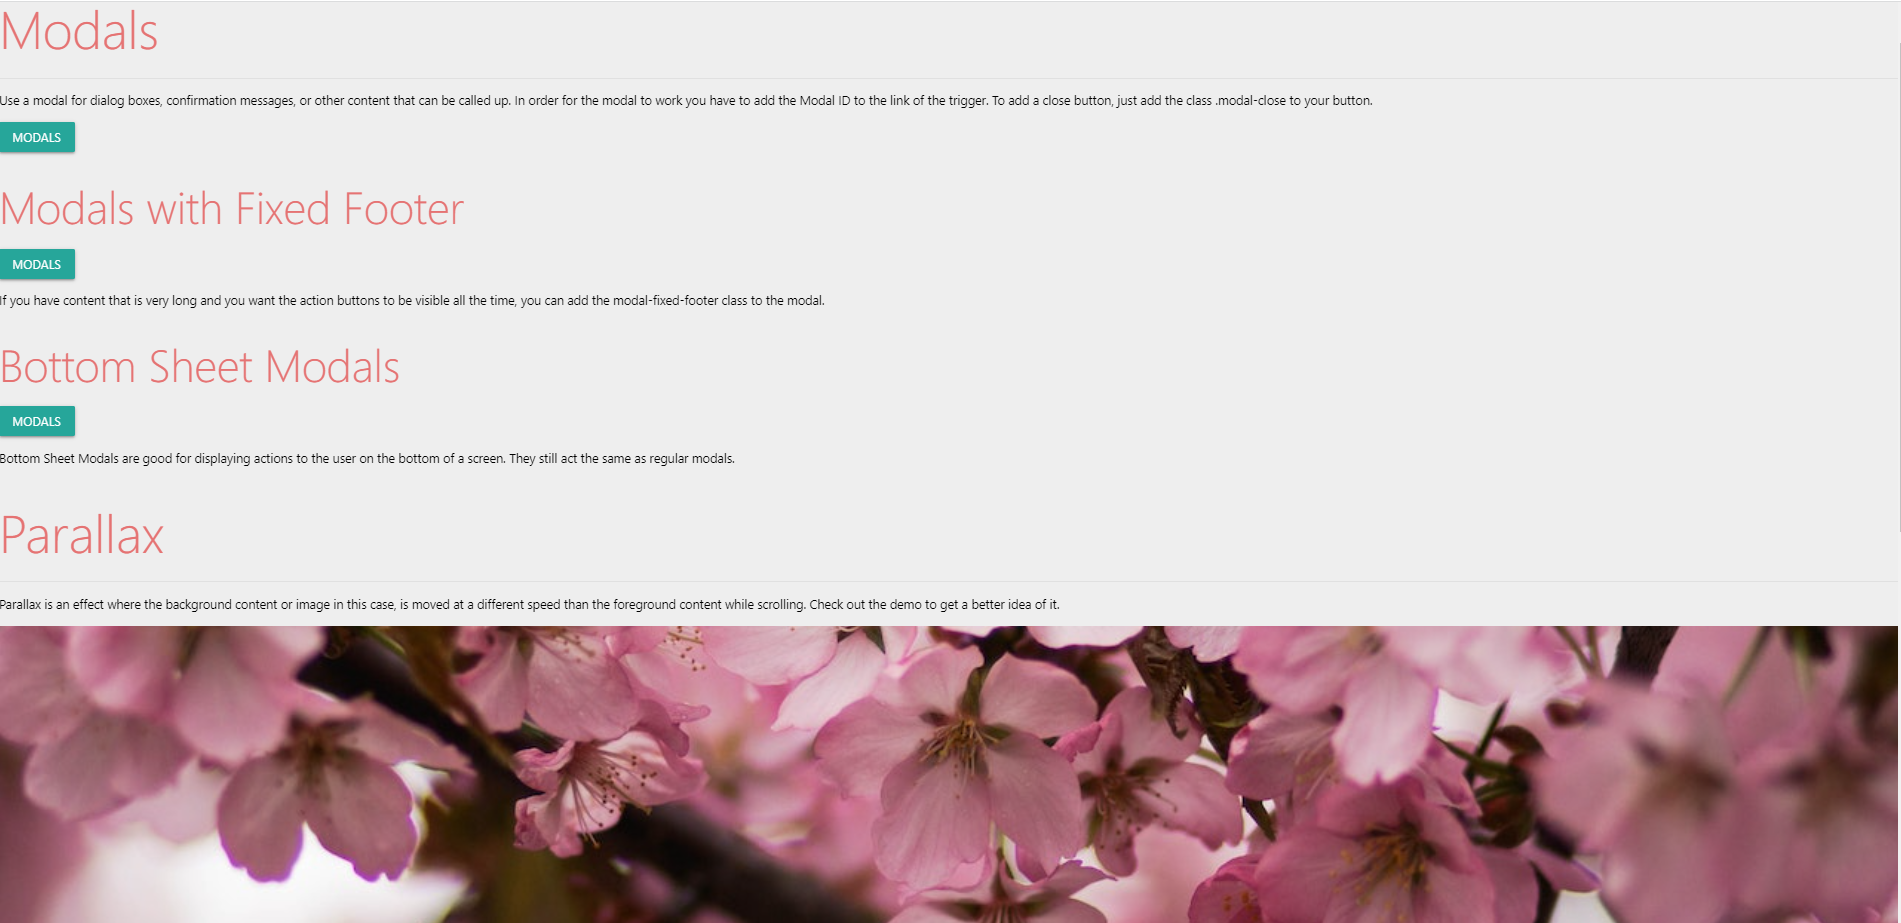 Modals
Use a modal for dialog boxes, confirmation messages, or other content that can be called up. In order for the modal to work you have to add the Modal ID to the link of the trigger. To add a close button, just add the class .modal-close to your button.
MODALS
Modals with Fixed Footer
MODALS
If you have content that is very long and you want the action buttons to be visible all the time, you can add the modal-fixed-footer class to the modal.
Bottom Sheet Modals
MODALS
Bottom Sheet Modals are good for displaying actions to the user on the bottom of a screen. They still act the same as regular modals.
Parallax
Parallax is an effect where the background content or image in this case, is moved at a different speed than the foreground content while scrolling. Check out the demo to get a better idea of it.